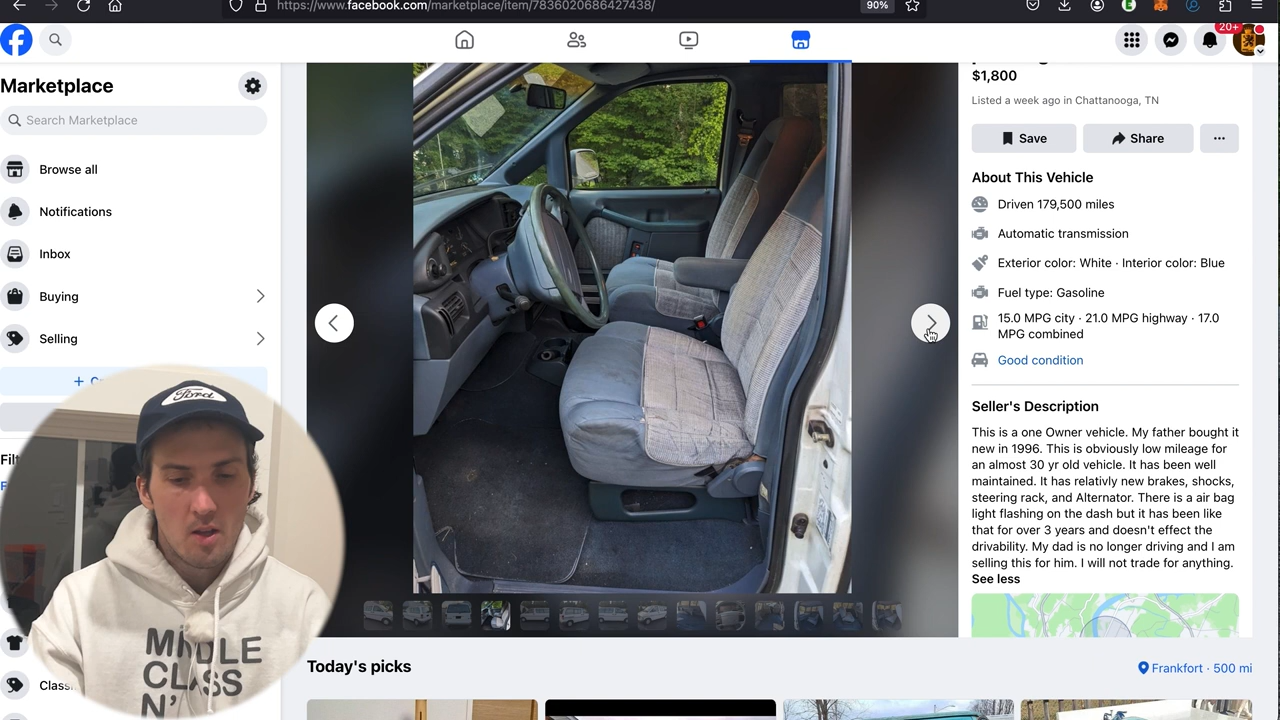 https://www.facebook.com/marketplace/item/7836020686427438/
90%
20+
Marketplace
Search Marketplace
Browse all
Notifications
Inbox
Buying
Selling
$1,800
Listed a week ago in Chattanooga, TN
Save
Share
About This Vehicle
Driven 179,500 miles
Automatic transmission
Exterior color: White · Interior color: Blue
Fuel type: Gasoline
15.0 MPG city · 21.0 MPG highway · 17.0
MPG combined
Good condition
Seller's Description
This is a one Owner vehicle. My father bought it
new in 1996. This is obviously low mileage for
an almost 30 yr old vehicle. It has been well
maintained. It has relativly new brakes, shocks,
steering rack, and Alternator. There is a air bag
light flashing on the dash but it has been like
that for over 3 years and doesn't effect the
drivability. My dad is no longer driving and I am
selling this for him. I will not trade for anything.
See less
Today's picks
Frankfort · 500 mi
Ford
MIDDLE
CLASS
N'